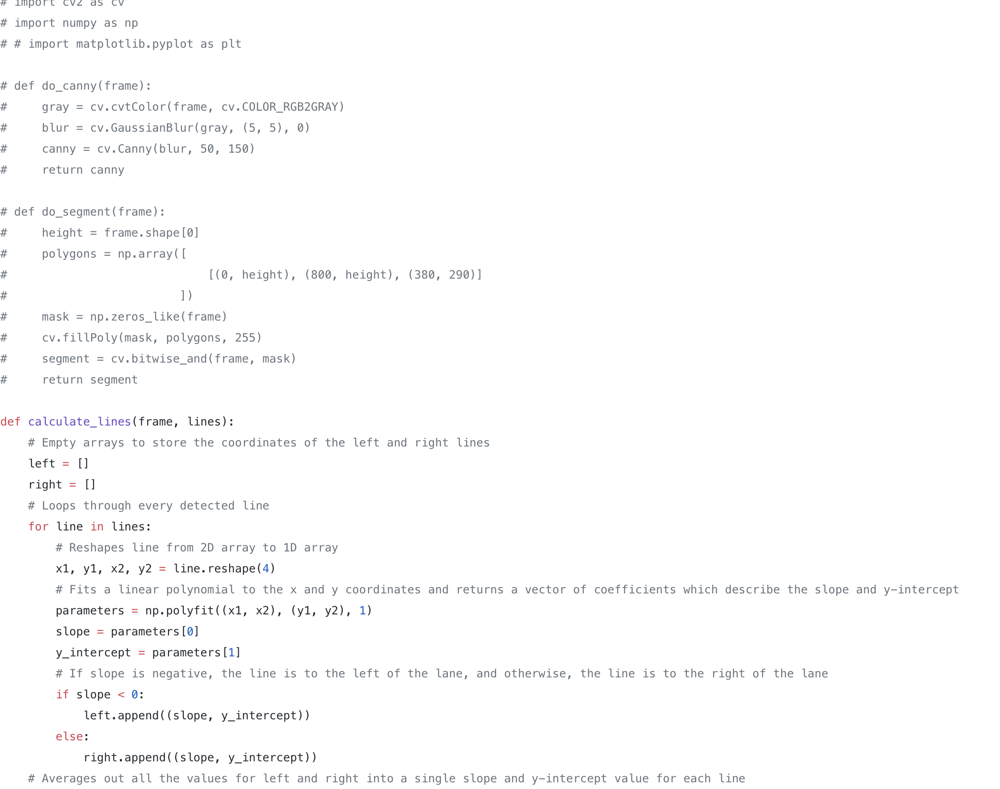 # import cv2 as cv
# import numpy as np
# # import matplotlib.pyplot as plt

# def do_canny(frame):
#     gray = cv.cvtColor(frame, cv.COLOR_RGB2GRAY)
#     blur = cv.GaussianBlur(gray, (5, 5), 0)
#     canny = cv.Canny(blur, 50, 150)
#     return canny

# def do_segment(frame):
#     height = frame.shape[0]
#     polygons = np.array([
#                             [(0, height), (800, height), (380, 290)]
#                         ])
#     mask = np.zeros_like(frame)
#     cv.fillPoly(mask, polygons, 255)
#     segment = cv.bitwise_and(frame, mask)
#     return segment

def calculate_lines(frame, lines):
    # Empty arrays to store the coordinates of the left and right lines
    left = []
    right = []
    # Loops through every detected line
    for line in lines:
        # Reshapes line from 2D array to 1D array
        x1, y1, x2, y2 = line.reshape(4)
        # Fits a linear polynomial to the x and y coordinates and returns a vector of coefficients which describe the slope and y-intercept
        parameters = np.polyfit((x1, x2), (y1, y2), 1)
        slope = parameters[0]
        y_intercept = parameters[1]
        # If slope is negative, the line is to the left of the lane, and otherwise, the line is to the right of the lane
        if slope < 0:
            left.append((slope, y_intercept))
        else:
            right.append((slope, y_intercept))
    # Averages out all the values for left and right into a single slope and y-intercept value for each line